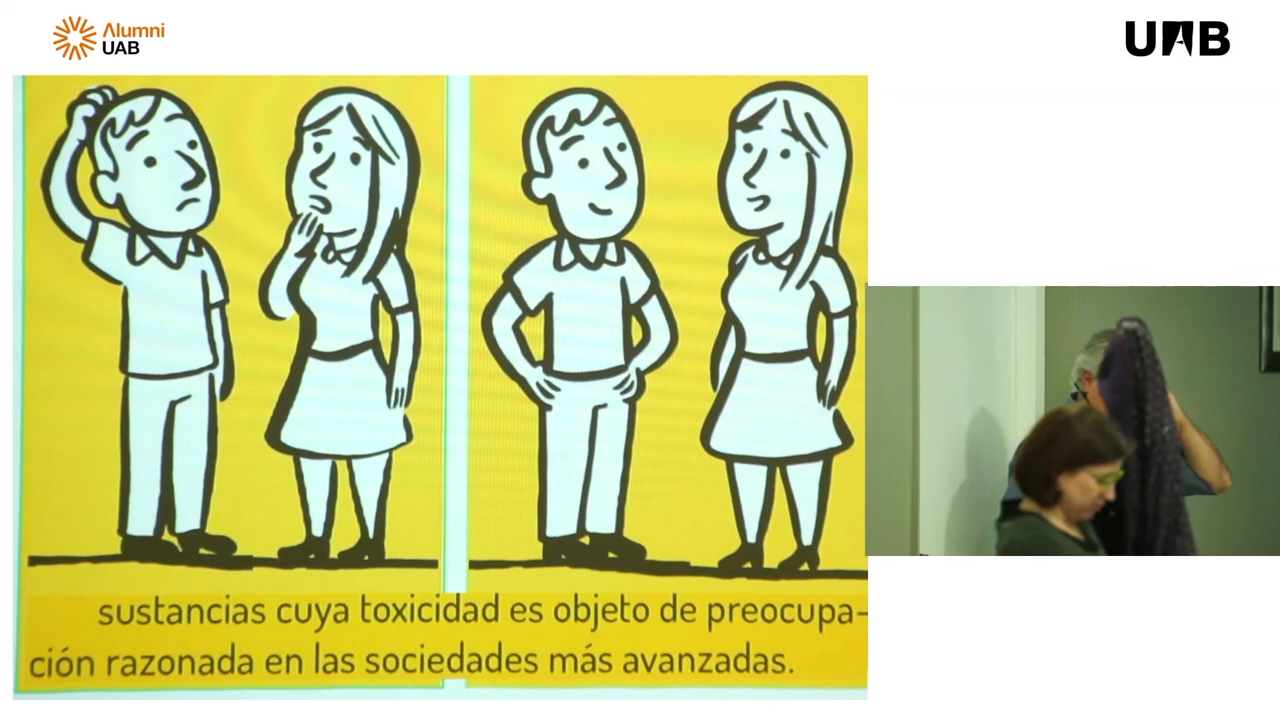 Alumni
UAB
UAB
sustancias cuya toxicidad es objeto de preocupa-
ción razonada en las sociedades más avanzadas.